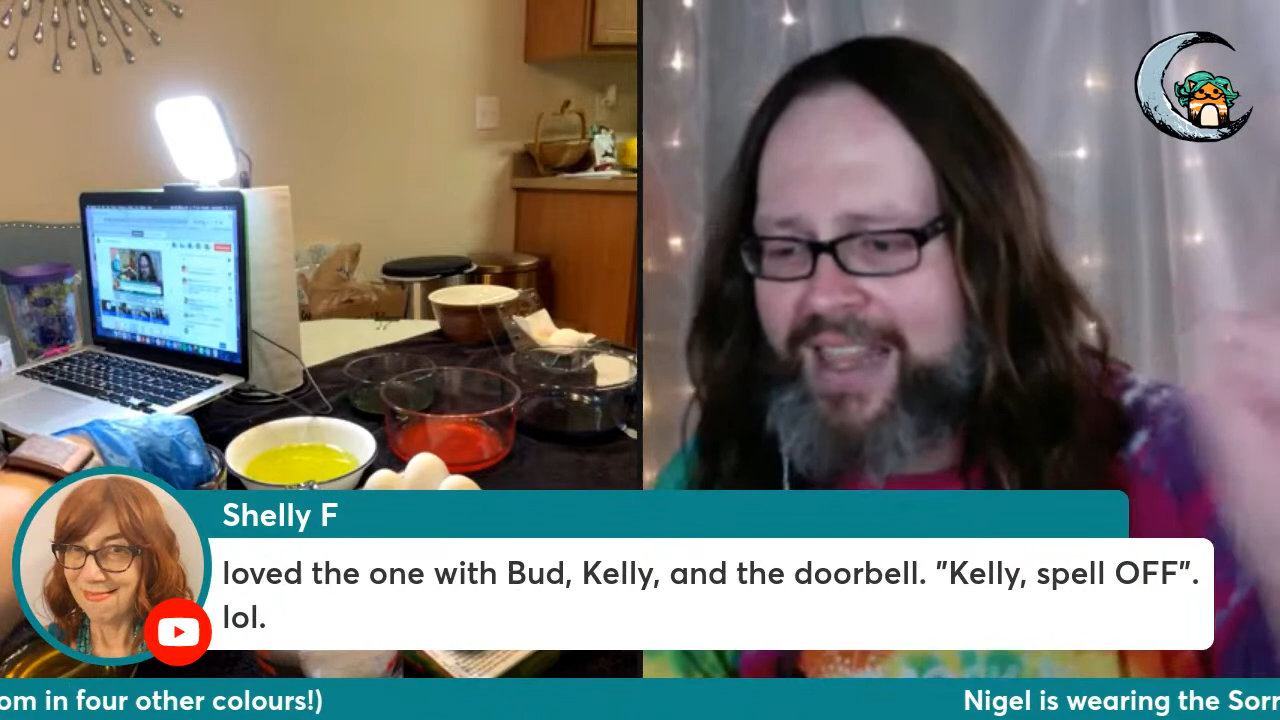 Shelly F
loved the one with Bud, Kelly, and the doorbell. "Kelly, spell OFF".
lol.
om in four other colours!)
Nigel is wearing the Sorr